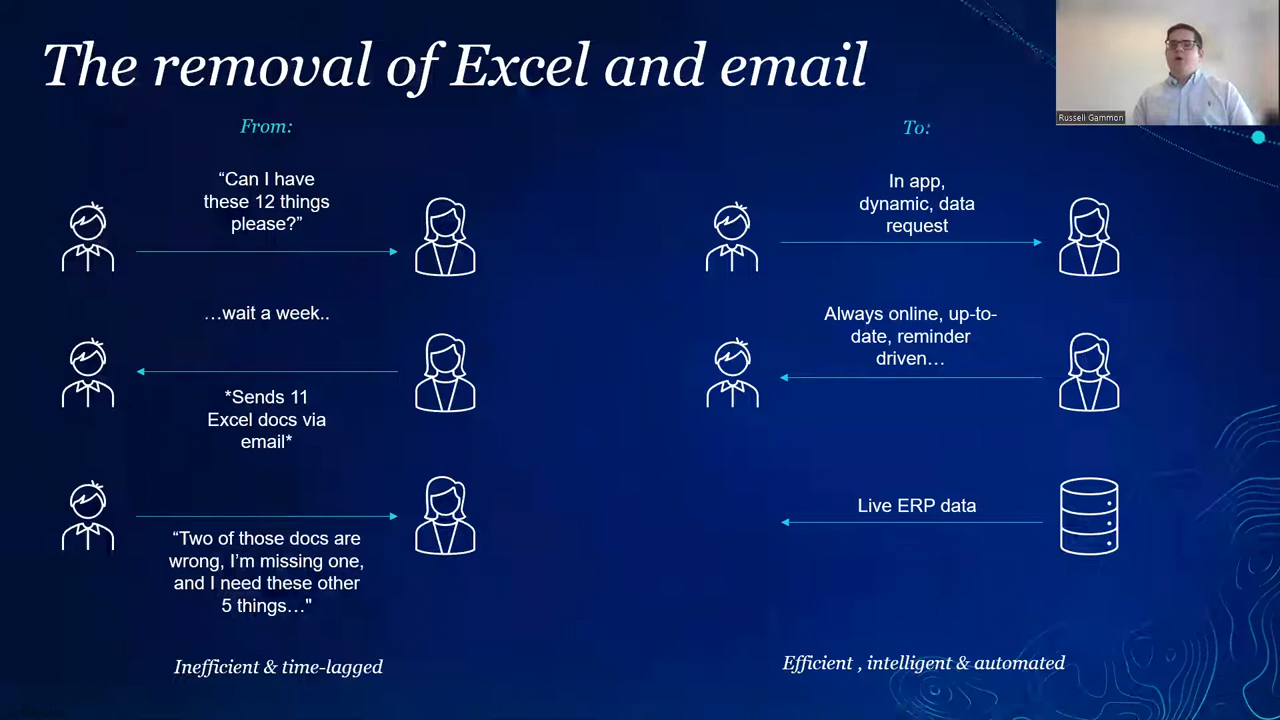 The removal of Excel and email
Russell Gammon
From:
“Can I have
these 12 things
please?”
…wait a week..
*Sends 11
Excel docs via
email*
“Two of those docs are
wrong, I’m missing one,
and I need these other
5 things…"
Inefficient & time-lagged
To:
In app,
dynamic, data
request
Always online, up-to-
date, reminder
driven…
Live ERP data
Efficient , intelligent & automated